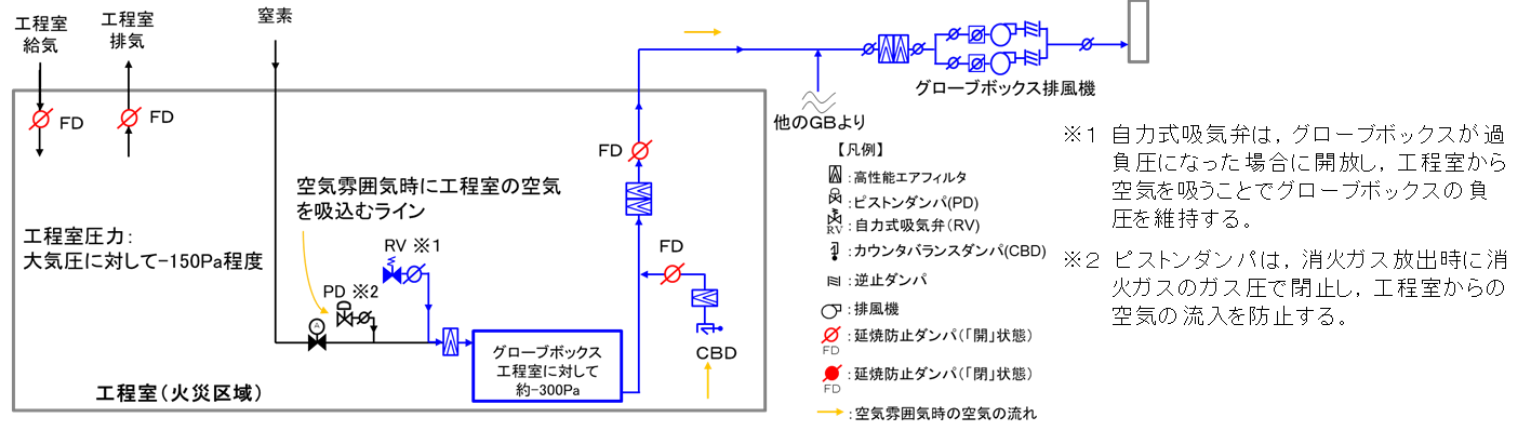 工程室
給気
工程室
排気
窒素
FD
FD
空気雰囲気時に工程室の空気
を吸込むライン
工程室圧力：
大気圧に対して-150Pa程度
RV ※1
PD ※2
A
グローブボックス
工程室に対して
約-300Pa
工程室（火災区域）
FD
FD
CBD
グローブボックス排風機
他のGBより
【凡例】
：高性能エアフィルタ
：ピストンダンパ(PD)
RV：自力式吸気弁（RV）
：カウンタバランスダンパ(CBD)
：逆止ダンパ
：排風機
：延焼防止ダンパ（「開」状態）
FD
：延焼防止ダンパ（「閉」状態）
FD
：空気雰囲気時の空気の流れ
※1 自力式吸気弁は，グローブボックスが過
負圧になった場合に開放し，工程室から
空気を吸うことでグローブボックスの負
圧を維持する。
※2 ピストンダンパは，消火ガス放出時に消
火ガスのガス圧で閉止し，工程室からの
空気の流入を防止する。